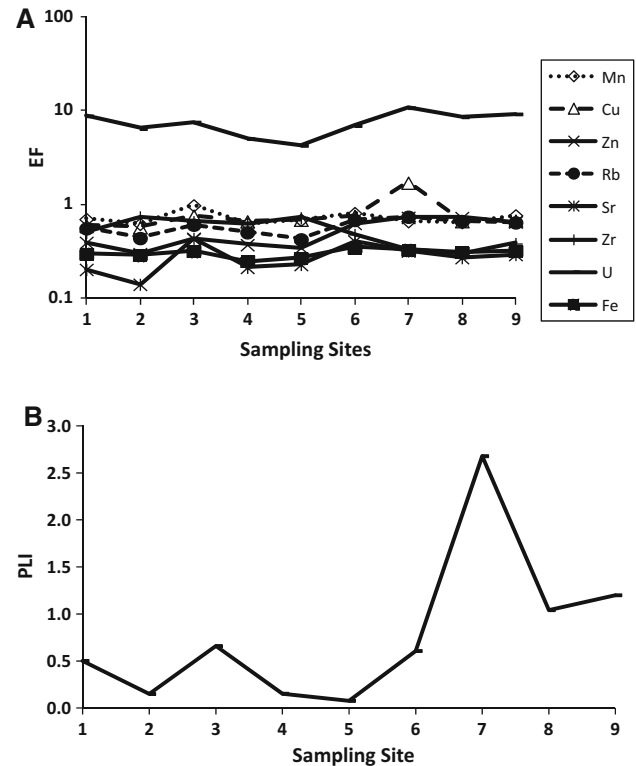 A
100
10
1
0.1
EF
1 2 3 4 5 6 7 8 9
Sampling Sites
Mn
Cu
Zn
Rb
Sr
Zr
U
Fe
B
3.0
2.5
2.0
1.5
1.0
0.5
0.0
PLI
1 2 3 4 5 6 7 8 9
Sampling Site